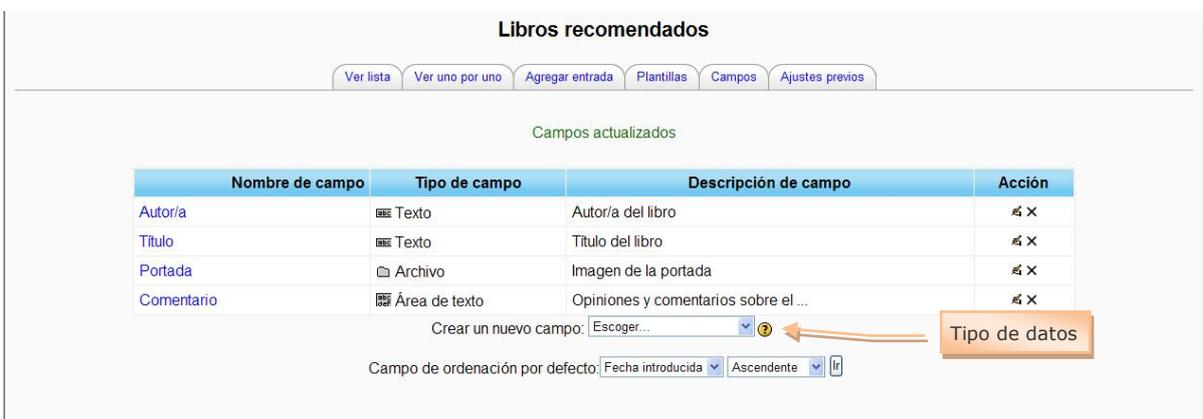 Libros recomendados
Ver lista Ver uno por uno Agregar entrada Plantillas Campos Ajustes previos
Campos actualizados
Nombre de campo Tipo de campo Descripción de campo Acción
Autor/a Texto Autor/a del libro
Título Texto Título del libro
Portada Archivo Imagen de la portada
Comentario Área de texto Opiniones y comentarios sobre el ...
Crear un nuevo campo: Escoger... ? Tipo de datos
Campo de ordenación por defecto: Fecha introducida Ascendente Ir